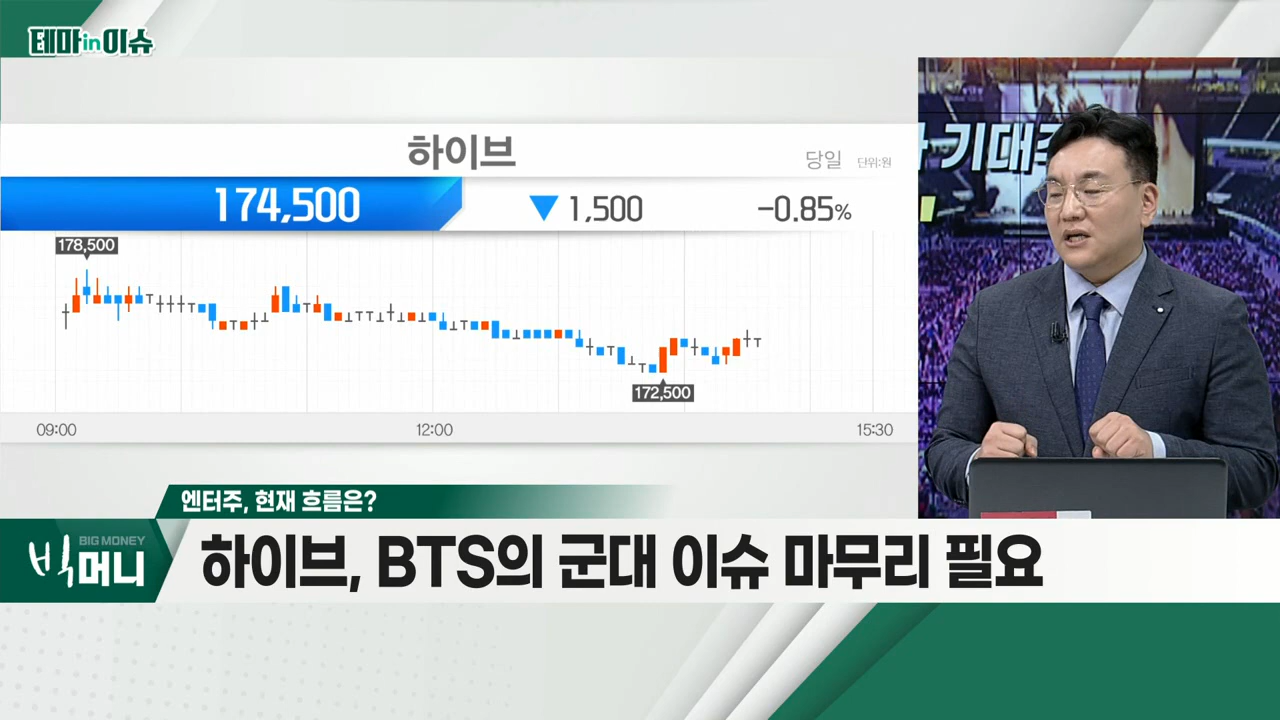 테마in이슈
하이브
당일 단위:원
174,500 ▼ 1,500 -0.85%
178,500
172,500
09:00 12:00 15:30
기대주
엔터주, 현재 흐름은?
BIG MONEY
빅머니
하이브, BTS의 군대 이슈 마무리 필요